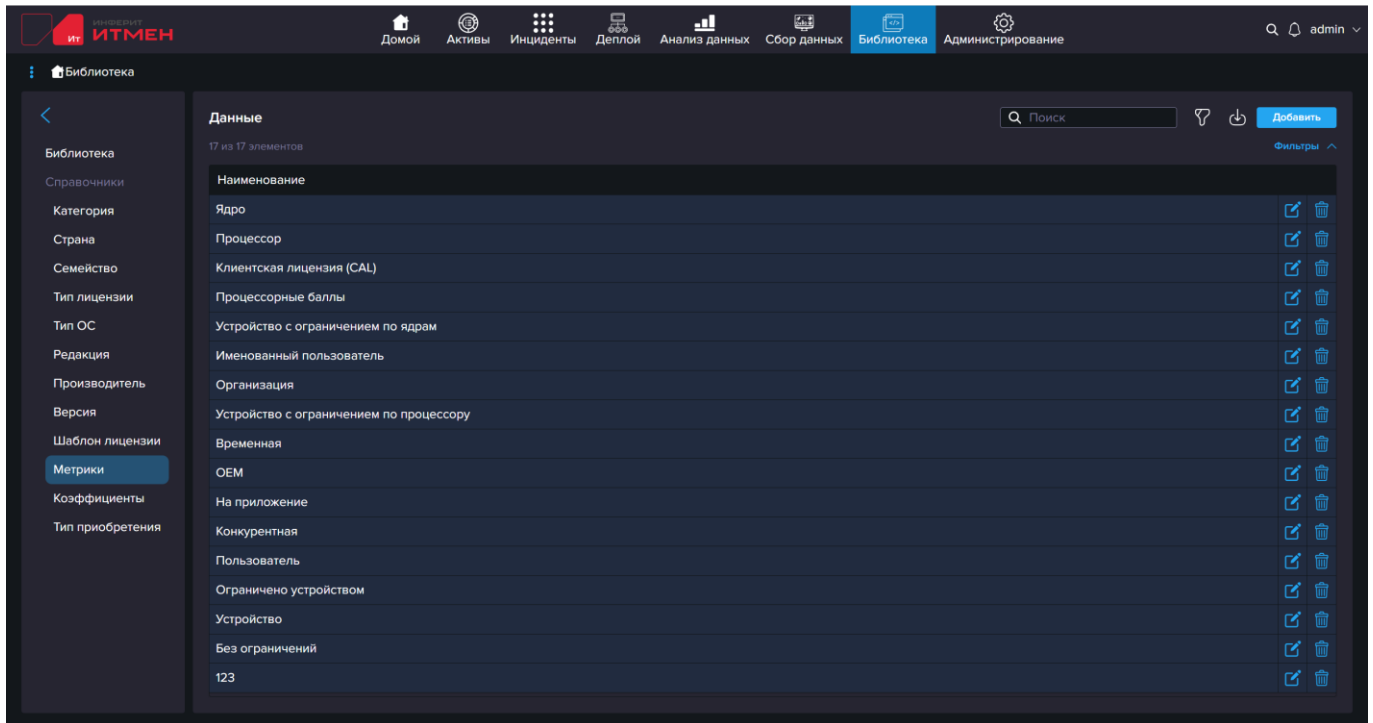 ИНФЕРИТ
ИТМЕН
Ит
Домой
Активы
Инциденты
Деплой
Анализ данных
Сбор данных
Библиотека
Администрирование
admin
Библиотека
Библиотека
Справочники
Категория
Страна
Семейство
Тип лицензии
Тип ОС
Редакция
Производитель
Версия
Шаблон лицензии
Метрики
Коэффициенты
Тип приобретения
Данные
Поиск
Добавить
17 из 17 элементов
Фильтры
Наименование
Ядро
Процессор
Клиентская лицензия (CAL)
Процессорные баллы
Устройство с ограничением по ядрам
Именованный пользователь
Организация
Устройство с ограничением по процессору
Временная
OEM
На приложение
Конкурентная
Пользователь
Ограничено устройством
Устройство
Без ограничений
123